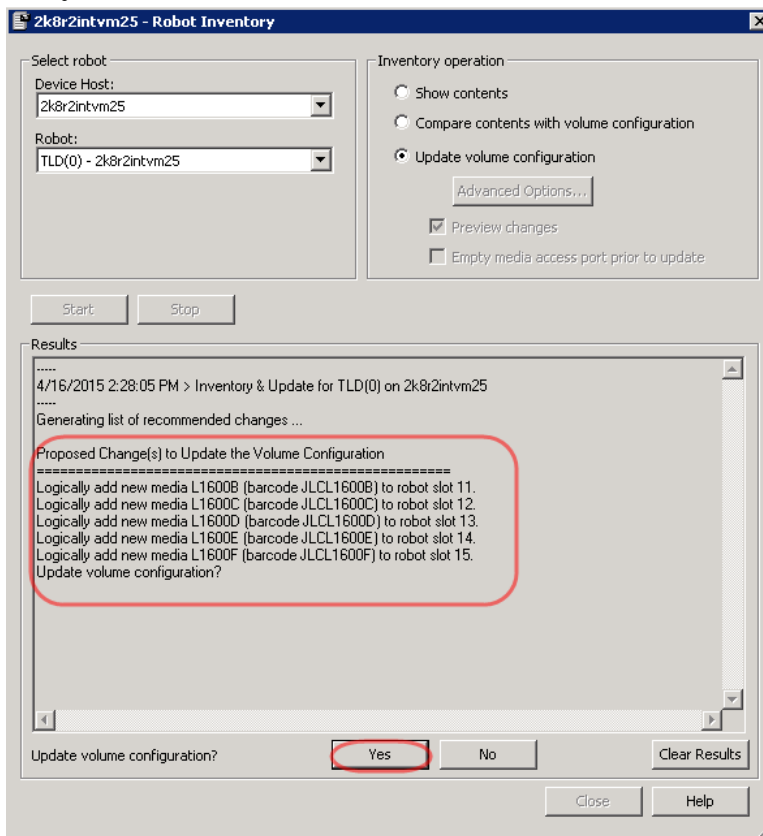 2k8r2intvm25 - Robot Inventory
Select robot
Device Host:
2k8r2intvm25
Robot:
TLD(0) - 2k8r2intvm25
Inventory operation
Show contents
Compare contents with volume configuration
Update volume configuration
Advanced Options...
Preview changes
Empty media access port prior to update
Start
Stop
Results
-----
4/16/2015 2:28:05 PM > Inventory & Update for TLD(0) on 2k8r2intvm25
-----
Generating list of recommended changes ...
Proposed Change(s) to Update the Volume Configuration
=====================================================
Logically add new media L1600B (barcode JLCL1600B) to robot slot 11.
Logically add new media L1600C (barcode JLCL1600C) to robot slot 12.
Logically add new media L1600D (barcode JLCL1600D) to robot slot 13.
Logically add new media L1600E (barcode JLCL1600E) to robot slot 14.
Logically add new media L1600F (barcode JLCL1600F) to robot slot 15.
Update volume configuration?
Update volume configuration?
Yes
No
Clear Results
Close
Help